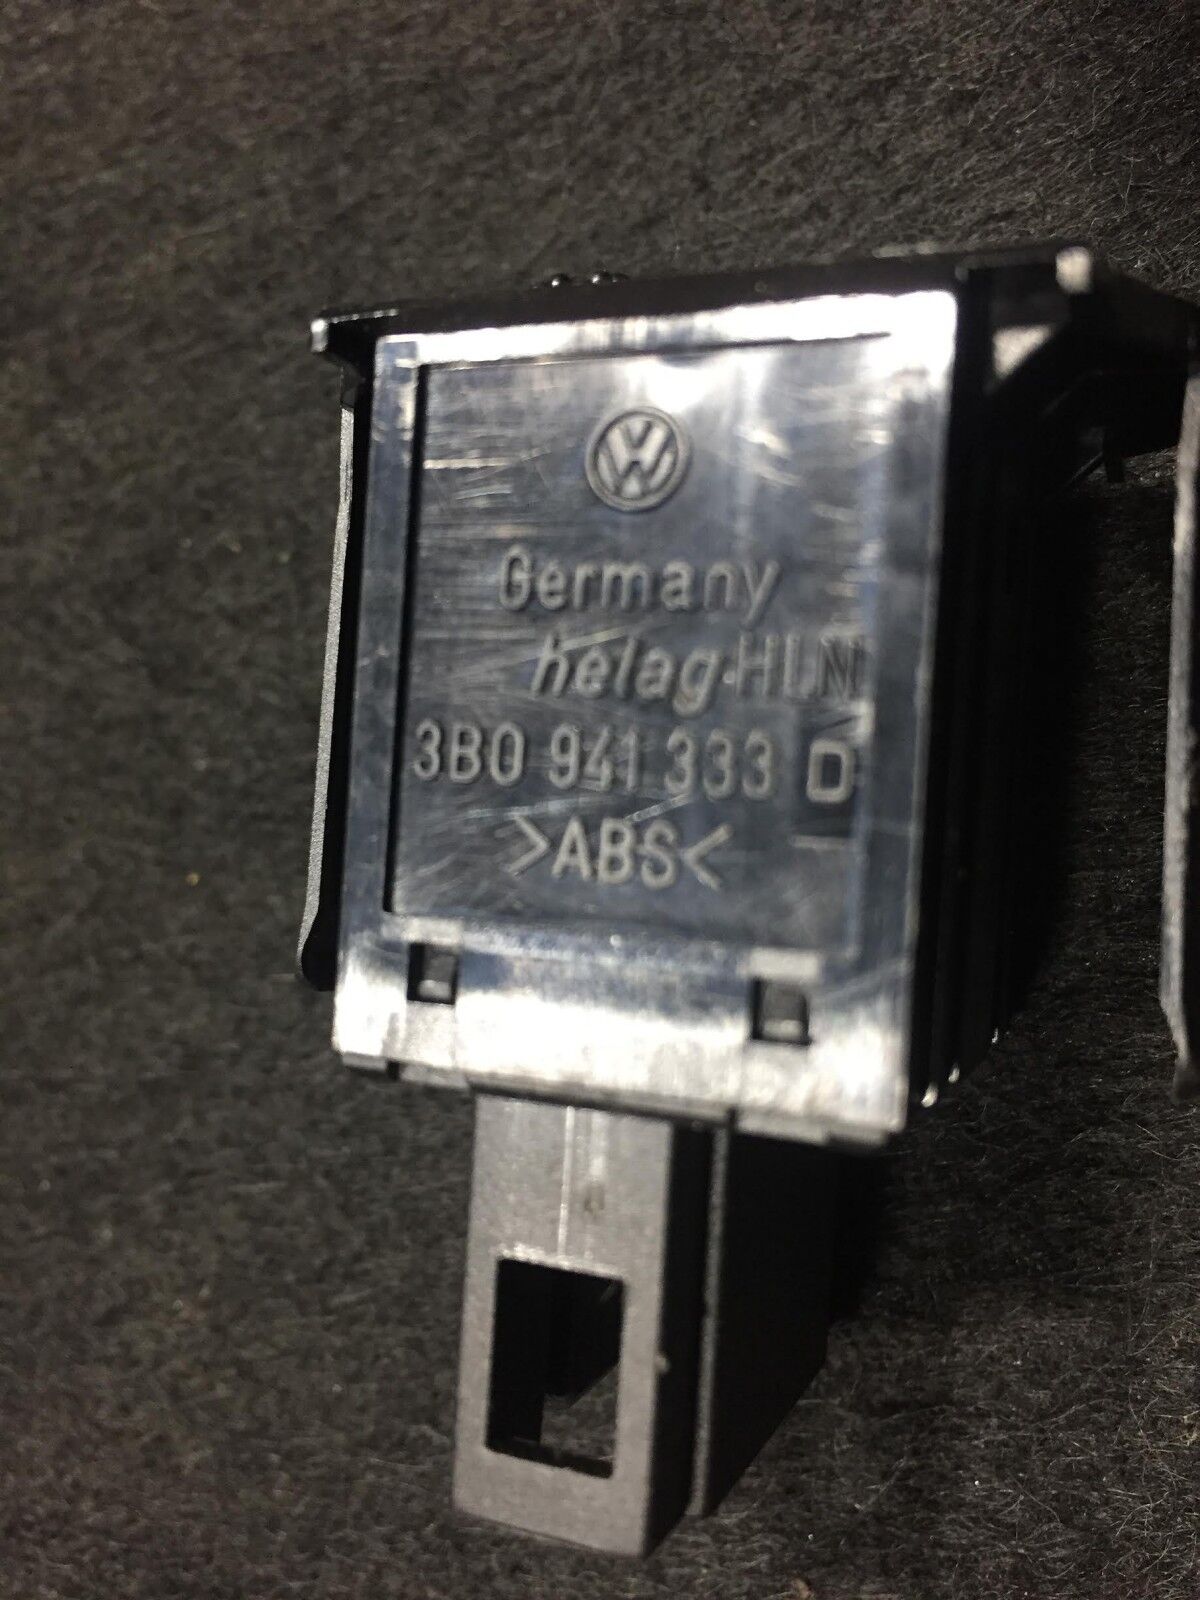 Germany
helag-HLN
3B0 941 333 D
>ABS<